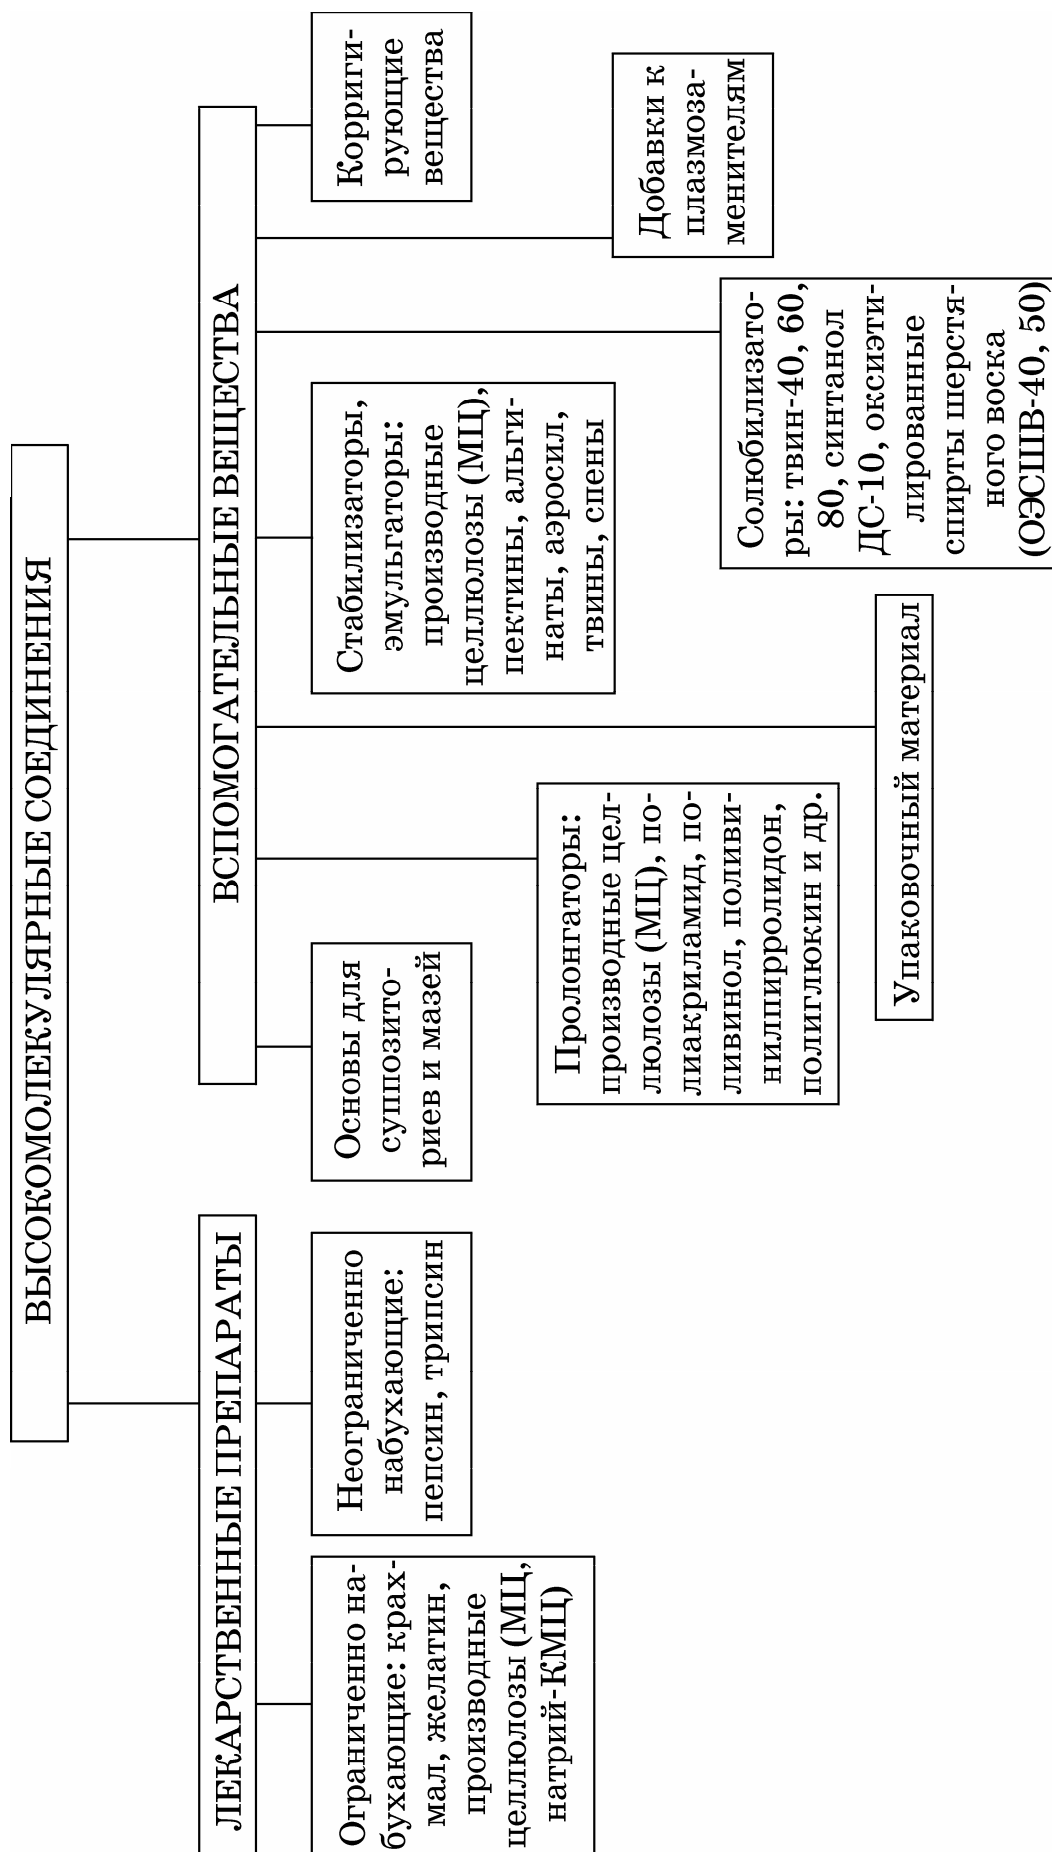 ВЫСОКОМОЛЕКУЛЯРНЫЕ СОЕДИНЕНИЯ
ЛЕКАРСТВЕННЫЕ ПРЕПАРАТЫ
ВСПОМОГАТЕЛЬНЫЕ ВЕЩЕСТВА
Ограниченно на-
бухающие: крах-
мал, желатин,
производные
целлюлозы (МЦ,
натрий-КМЦ)
Неограниченно
набухающие:
пепсин, трипсин
Основы для
суппозито-
риев и мазей
Пролонгаторы:
производные цел-
люлозы (МЦ), по-
лиакриламид, по-
ливинол, поливи-
нилпирролидон,
полиглюкин и др.
Упаковочный материал
Стабилизаторы,
эмульгаторы:
производные
целлюлозы (МЦ),
пектины, альги-
наты, аэросил,
твины, спены
Солюбилизато-
ры: твин-40, 60,
80, синтанол
ДС-10, оксиэти-
лированные
спирты шерстя-
ного воска
(ОЭСШВ-40, 50)
Добавки к
плазмоза-
менителям
Корриги-
рующие
вещества